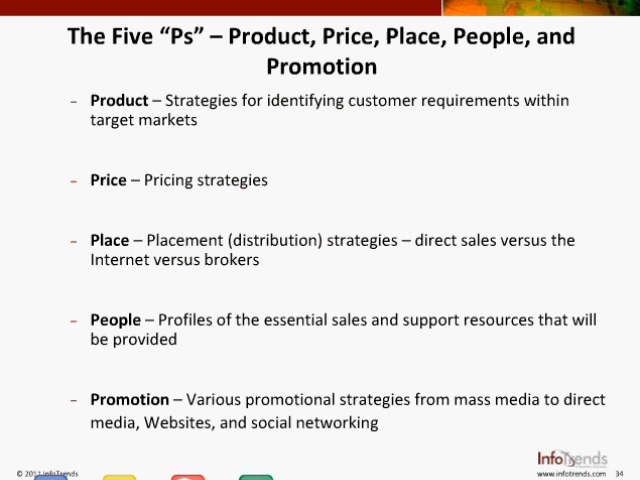 The Five “Ps” – Product, Price, Place, People, and
Promotion
– Product – Strategies for identifying customer requirements within
target markets
– Price – Pricing strategies
– Place – Placement (distribution) strategies – direct sales versus the
Internet versus brokers
– People – Profiles of the essential sales and support resources that will
be provided
– Promotion – Various promotional strategies from mass media to direct
media, Websites, and social networking
InfoTrends
© 2011 InfoTrends
www.infotrends.com 34